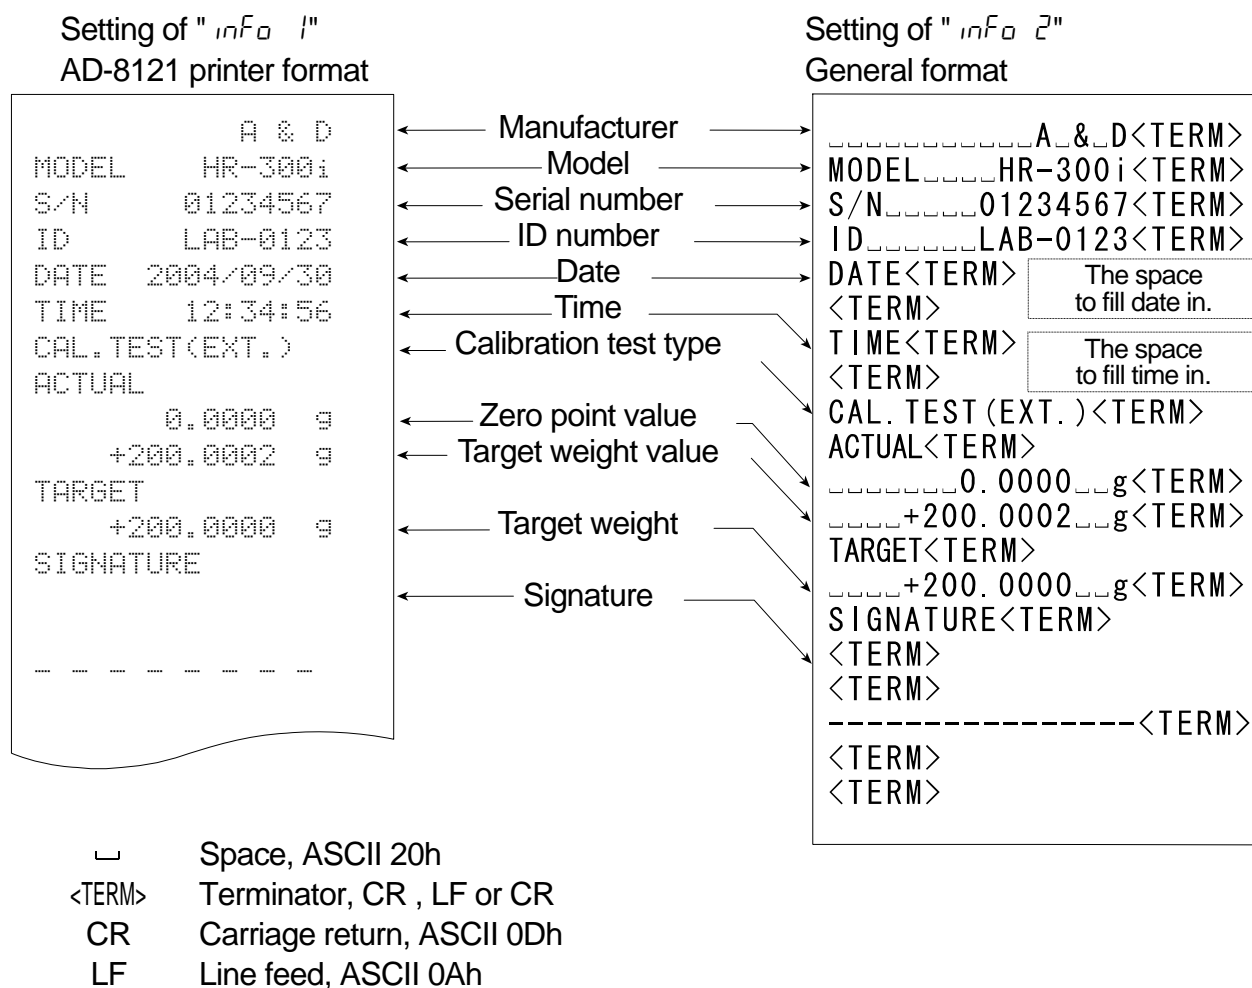 Setting of " info 1"
AD-8121 printer format
A & D
MODEL HR-300i
S/N 01234567
ID LAB-0123
DATE 2004/09/30
TIME 12:34:56
CAL.TEST(EXT.)
ACTUAL
0.0000 g
+200.0002 g
TARGET
+200.0000 g
SIGNATURE
_ _ _ _ _ _ _ _
Manufacturer
Model
Serial number
ID number
Date
Time
Calibration test type
Zero point value
Target weight value
Target weight
Signature
Setting of " info 2"
General format
␣␣␣␣␣␣␣␣␣␣␣A␣&␣D<TERM>
MODEL␣␣␣␣HR-300i<TERM>
S/N␣␣␣␣␣01234567<TERM>
ID␣␣␣␣␣␣LAB-0123<TERM>
DATE<TERM>
<TERM>
The space
to fill date in.
TIME<TERM>
<TERM>
The space
to fill time in.
CAL.TEST(EXT.)<TERM>
ACTUAL<TERM>
␣␣␣␣␣␣␣0.0000␣␣g<TERM>
␣␣␣␣+200.0002␣␣g<TERM>
TARGET<TERM>
␣␣␣␣+200.0000␣␣g<TERM>
SIGNATURE<TERM>
<TERM>
<TERM>
----------------<TERM>
<TERM>
<TERM>
␣ Space, ASCII 20h
<TERM> Terminator, CR , LF or CR
CR Carriage return, ASCII 0Dh
LF Line feed, ASCII 0Ah